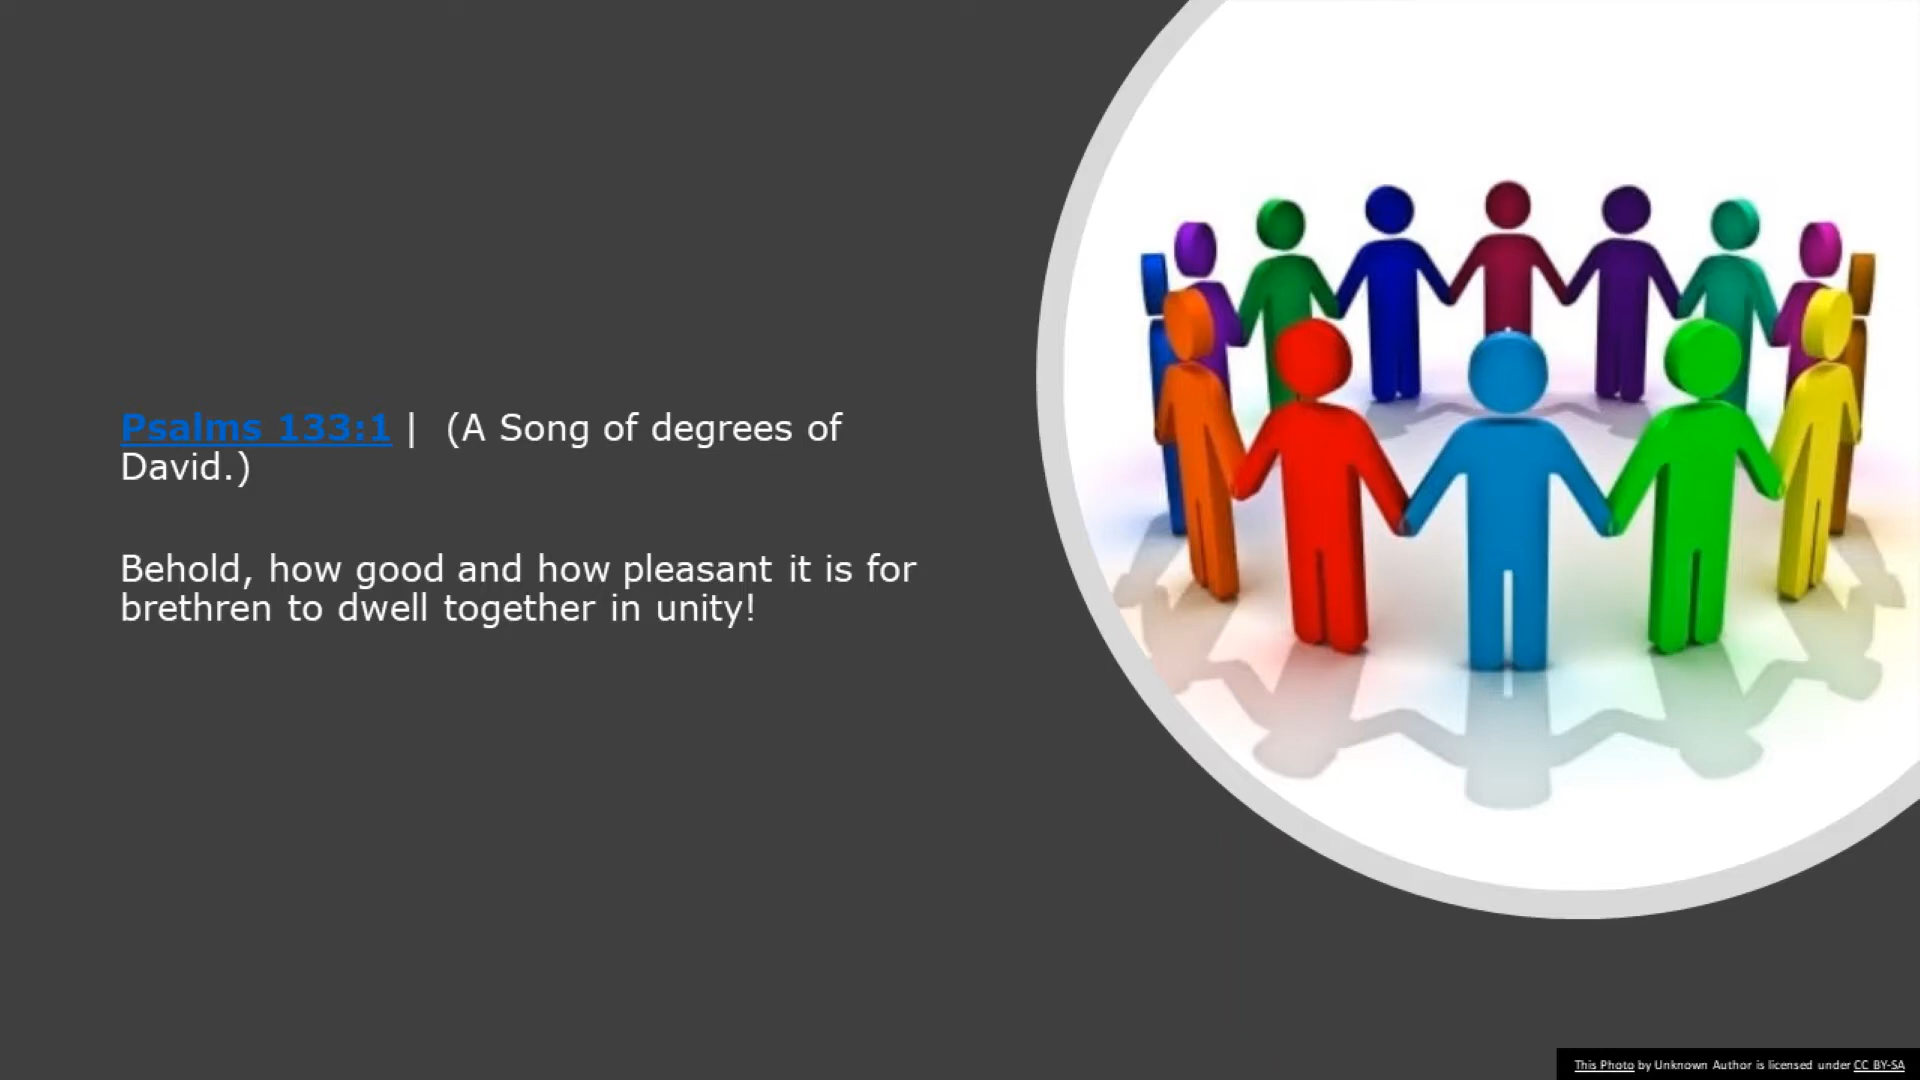 Psalms 133:1 |  (A Song of degrees of
David.)
Behold, how good and how pleasant it is for
brethren to dwell together in unity!
This Photo by Unknown Author is licensed under CC BY-SA